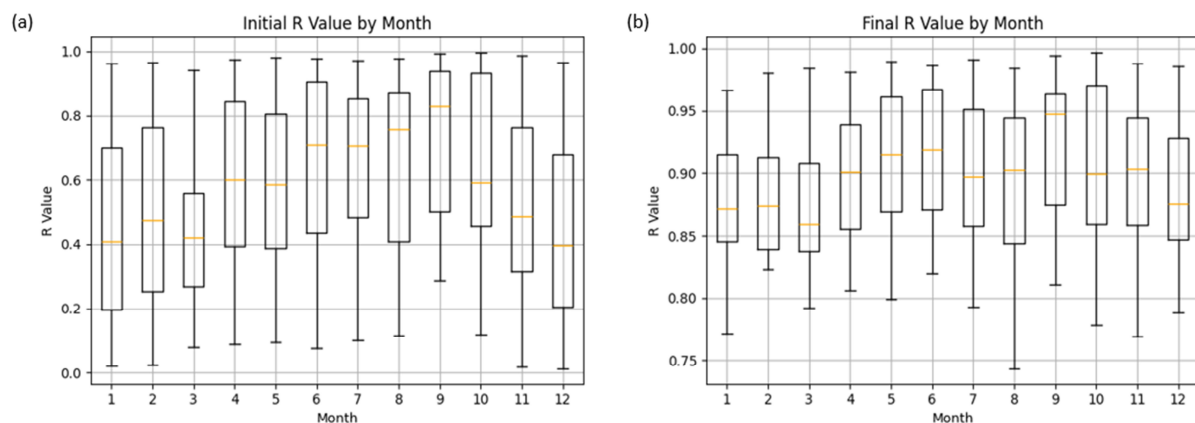 (a)
Initial R Value by Month
R Value
1.0
0.8
0.6
0.4
0.2
0.0
1 2 3 4 5 6 7 8 9 10 11 12
Month
(b)
Final R Value by Month
R Value
1.00
0.95
0.90
0.85
0.80
0.75
1 2 3 4 5 6 7 8 9 10 11 12
Month